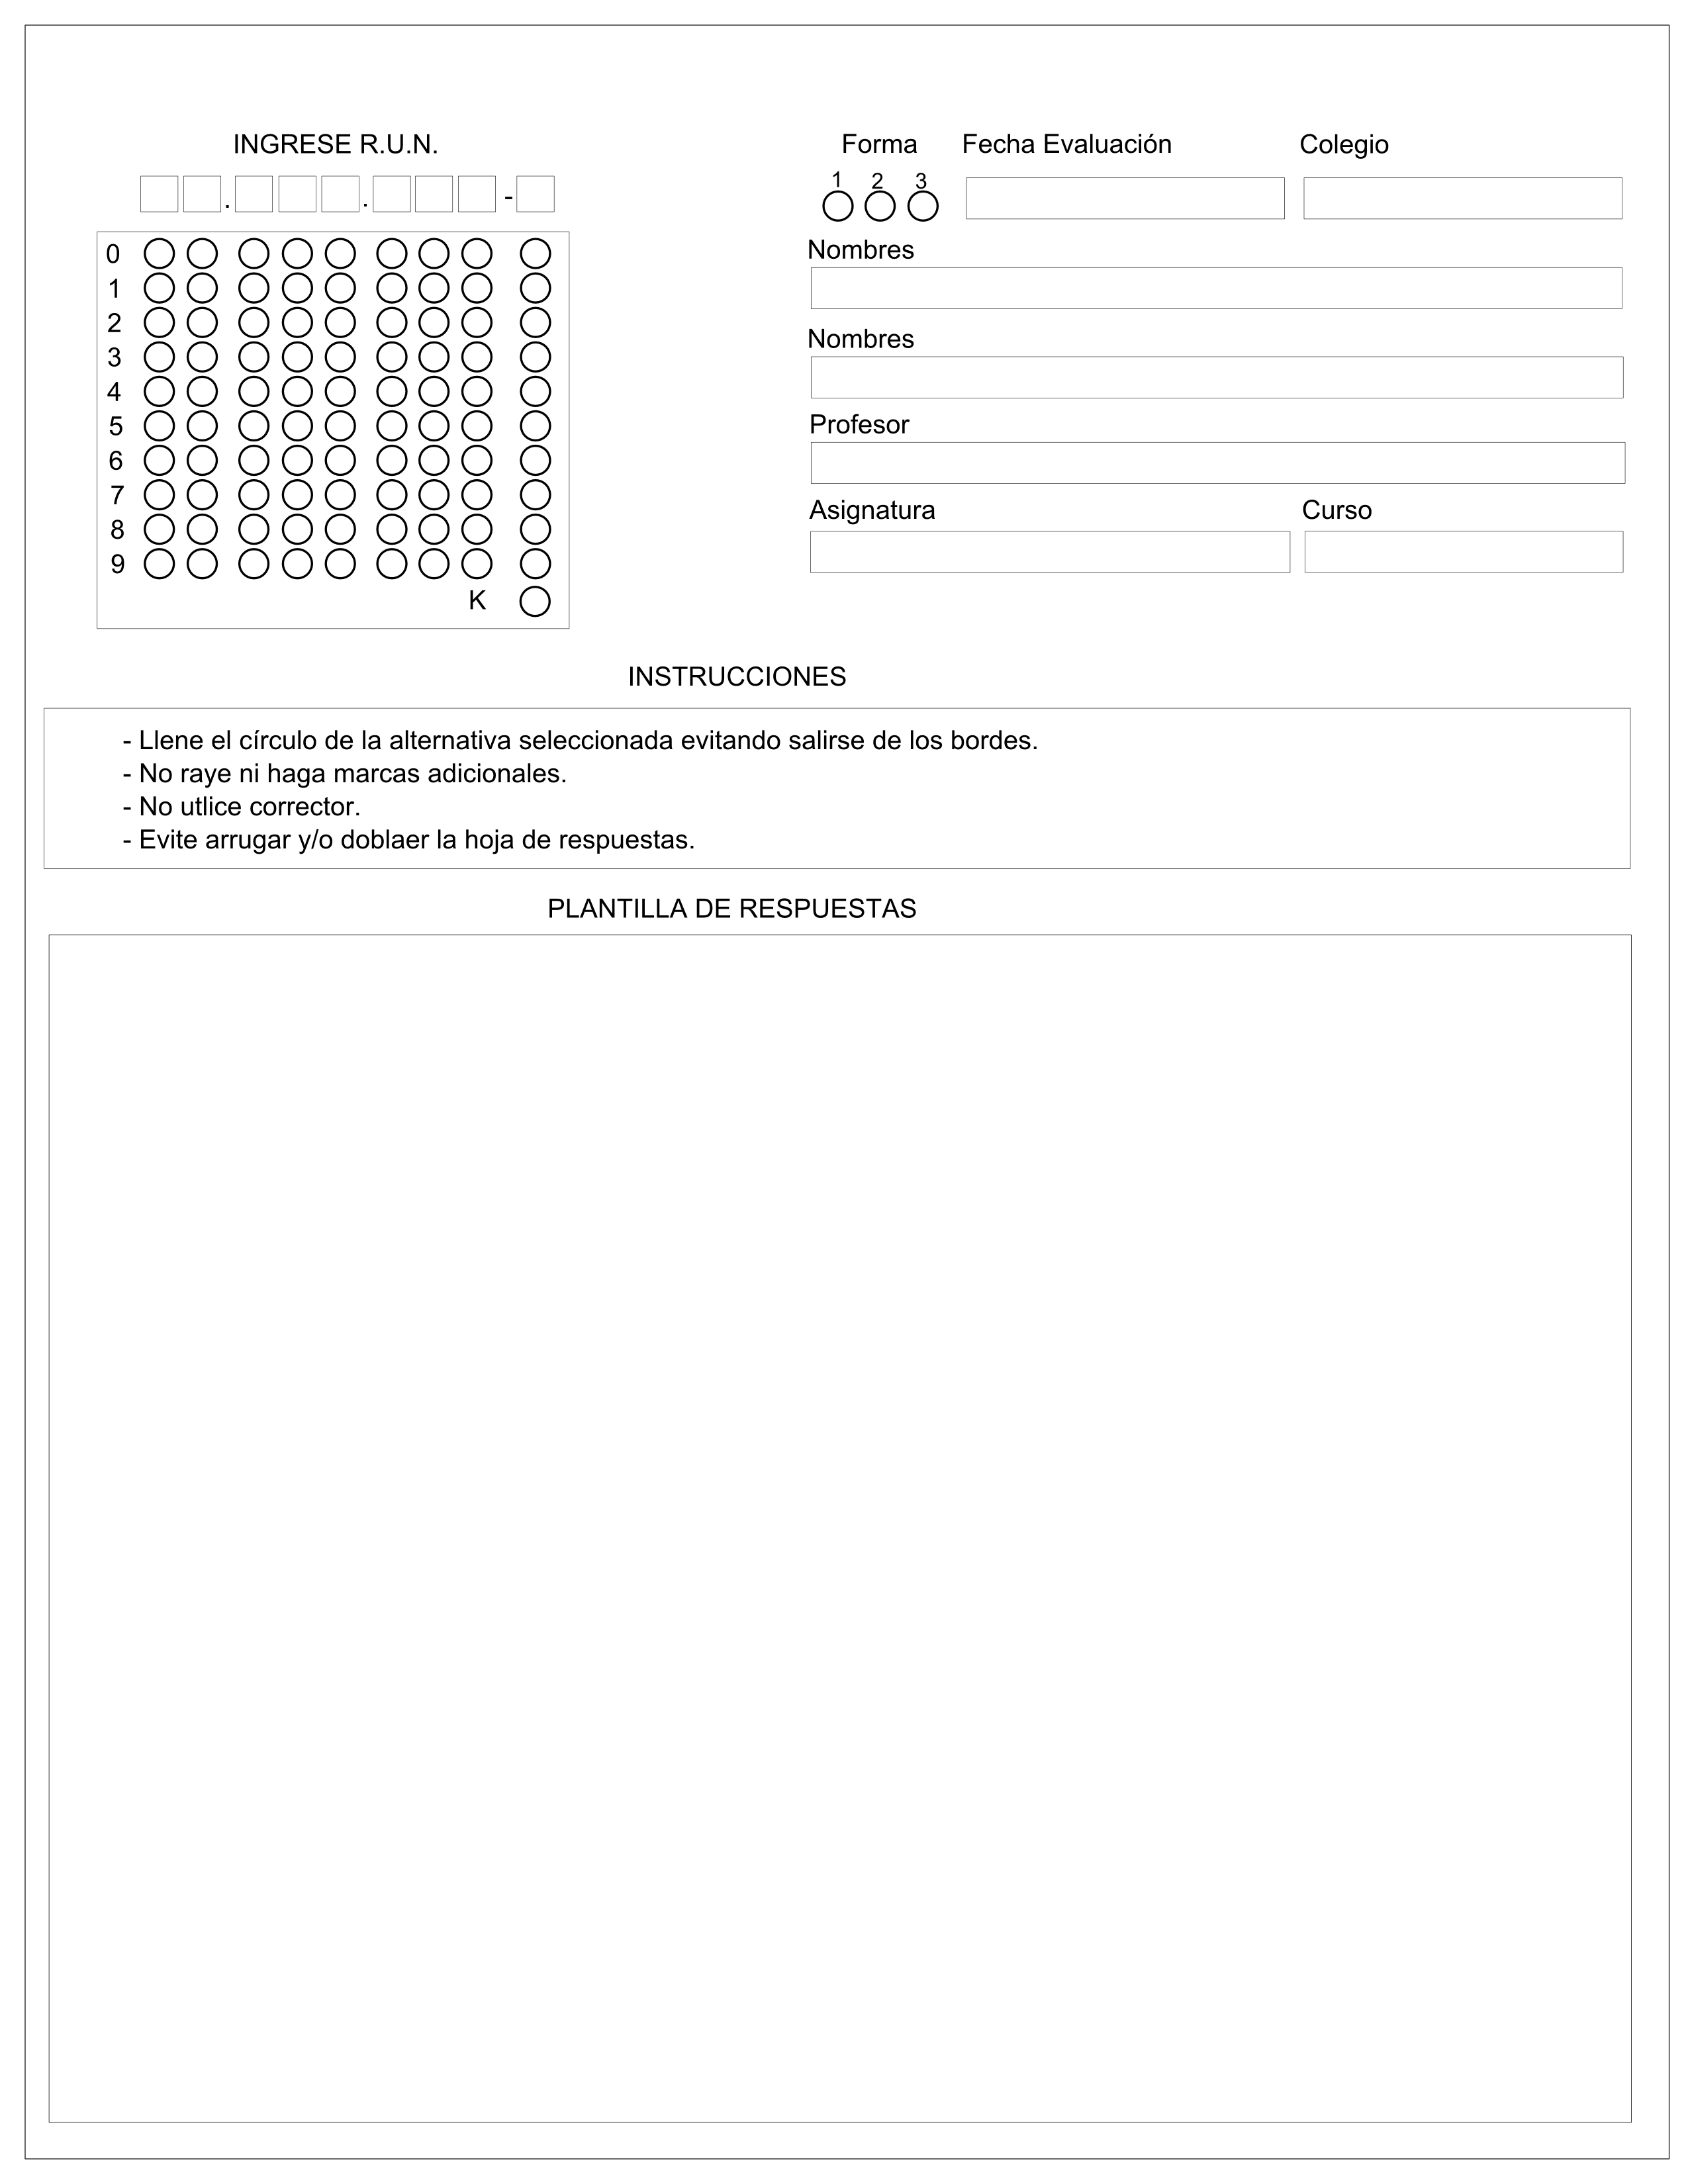 INGRESE R.U.N.
. . -
0
1
2
3
4
5
6
7
8
9
K
Forma
1 2 3
Fecha Evaluación
Colegio
Nombres
Nombres
Profesor
Asignatura
Curso
INSTRUCCIONES
- Llene el círculo de la alternativa seleccionada evitando salirse de los bordes.
- No raye ni haga marcas adicionales.
- No utlice corrector.
- Evite arrugar y/o doblaer la hoja de respuestas.
PLANTILLA DE RESPUESTAS